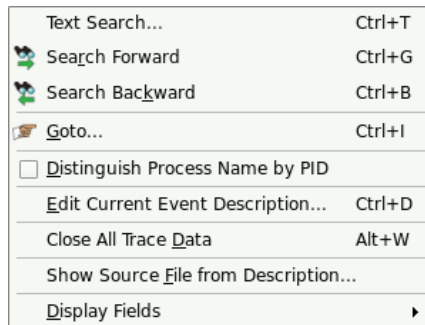 Text Search... Ctrl+T
Search Forward Ctrl+G
Search Backward Ctrl+B
Goto... Ctrl+I
Distinguish Process Name by PID
Edit Current Event Description... Ctrl+D
Close All Trace Data Alt+W
Show Source File from Description...
Display Fields